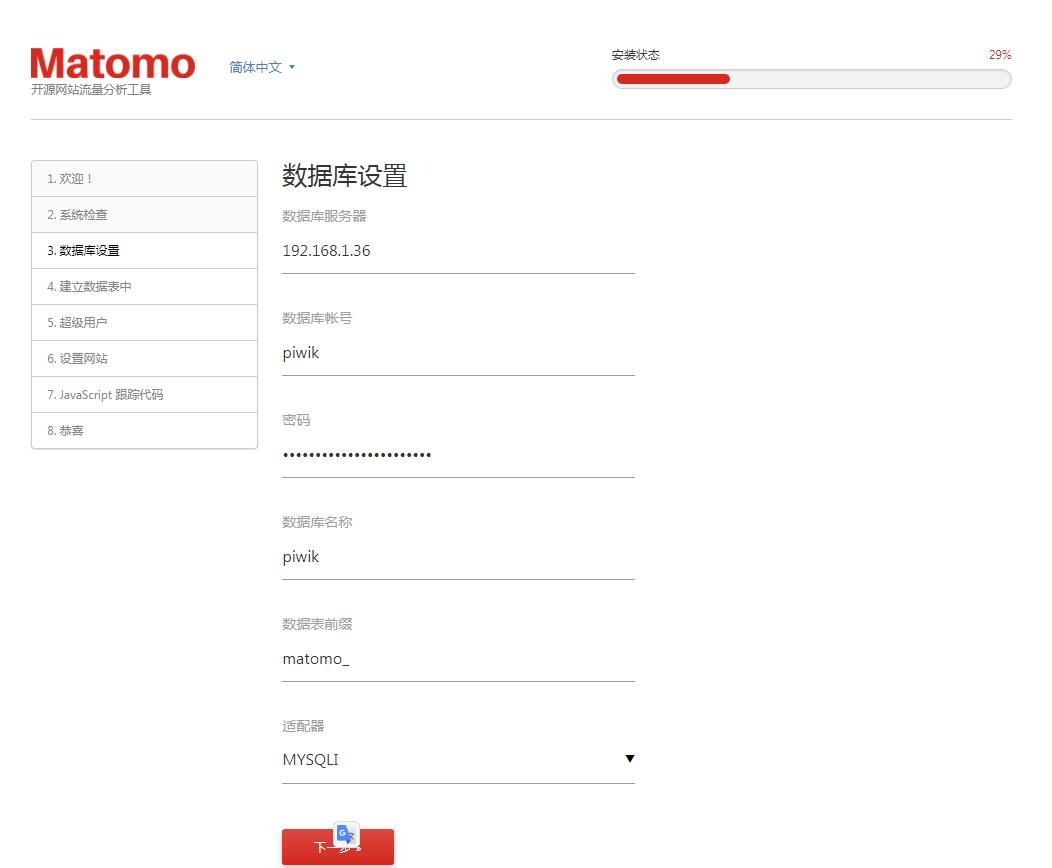 Matomo
开源网站流量分析工具
简体中文
安装状态
29%
1. 欢迎！
2. 系统检查
3. 数据库设置
4. 建立数据表中
5. 超级用户
6. 设置网站
7. JavaScript 跟踪代码
8. 恭喜
数据库设置
数据库服务器
192.168.1.36
数据库帐号
piwik
密码
•••••••••••••••••••••••
数据库名称
piwik
数据表前缀
matomo_
适配器
MYSQLI
下一步 »